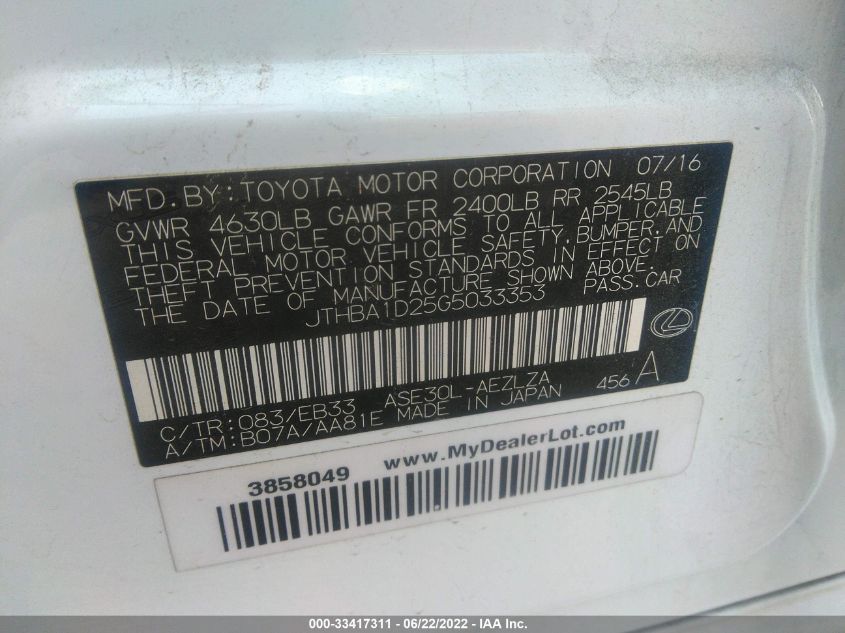 MFD. BY: TOYOTA MOTOR CORPORATION 07/16
GVWR 4630LB GAWR FR 2400LB RR 2545LB
THIS VEHICLE CONFORMS TO ALL APPLICABLE
FEDERAL MOTOR VEHICLE SAFETY, BUMPER, AND
THEFT PREVENTION STANDARDS IN EFFECT ON
THE DATE OF MANUFACTURE SHOWN ABOVE.
JTHBA1D25G5033353 PASS. CAR
C/TR: 083/EB33 ASE30L-AEZLZA 456 A
A/TM: B07A/AA81E MADE IN JAPAN
3858049 www.MyDealerLot.com
000-33417311 - 06/22/2022 - IAA Inc.